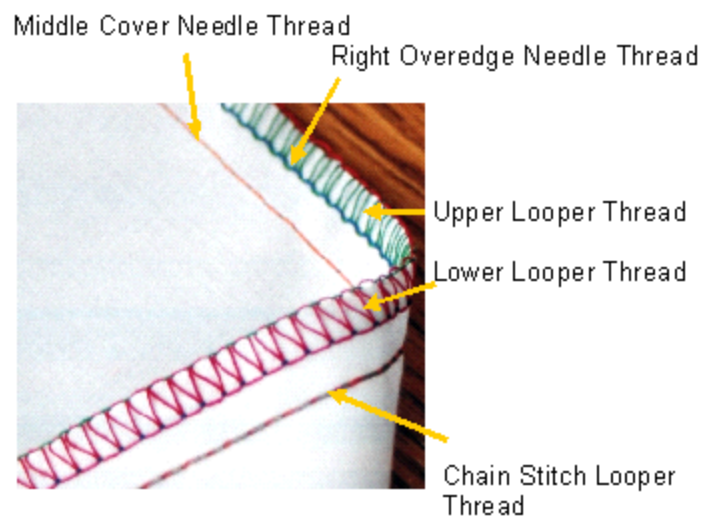 Middle Cover Needle Thread
Right Overedge Needle Thread
Upper Looper Thread
Lower Looper Thread
Chain Stitch Looper
Thread